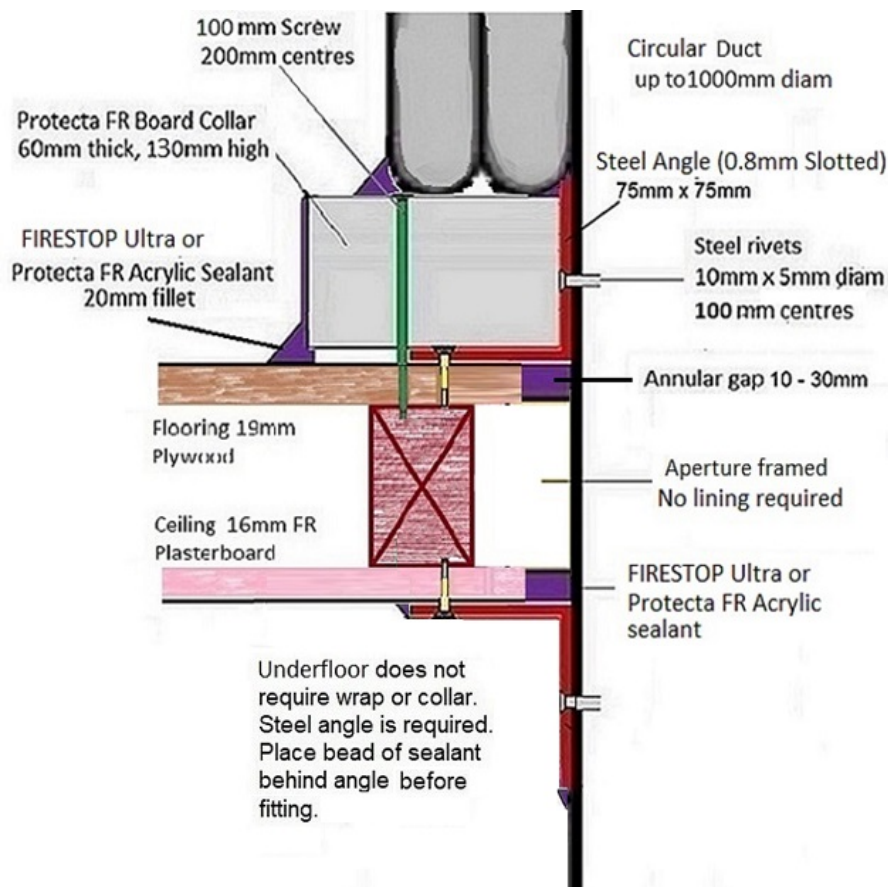 100 mm Screw
200mm centres
Circular Duct
up to1000mm diam
Protecta FR Board Collar
60mm thick, 130mm high
Steel Angle (0.8mm Slotted)
75mm x 75mm
FIRESTOP Ultra or
Protecta FR Acrylic Sealant
20mm fillet
Steel rivets
10mm x 5mm diam
100 mm centres
Annular gap 10 - 30mm
Flooring 19mm
Plywood
Aperture framed
No lining required
Ceiling 16mm FR
Plasterboard
FIRESTOP Ultra or
Protecta FR Acrylic
sealant
Underfloor does not
require wrap or collar.
Steel angle is required.
Place bead of sealant
behind angle before
fitting.